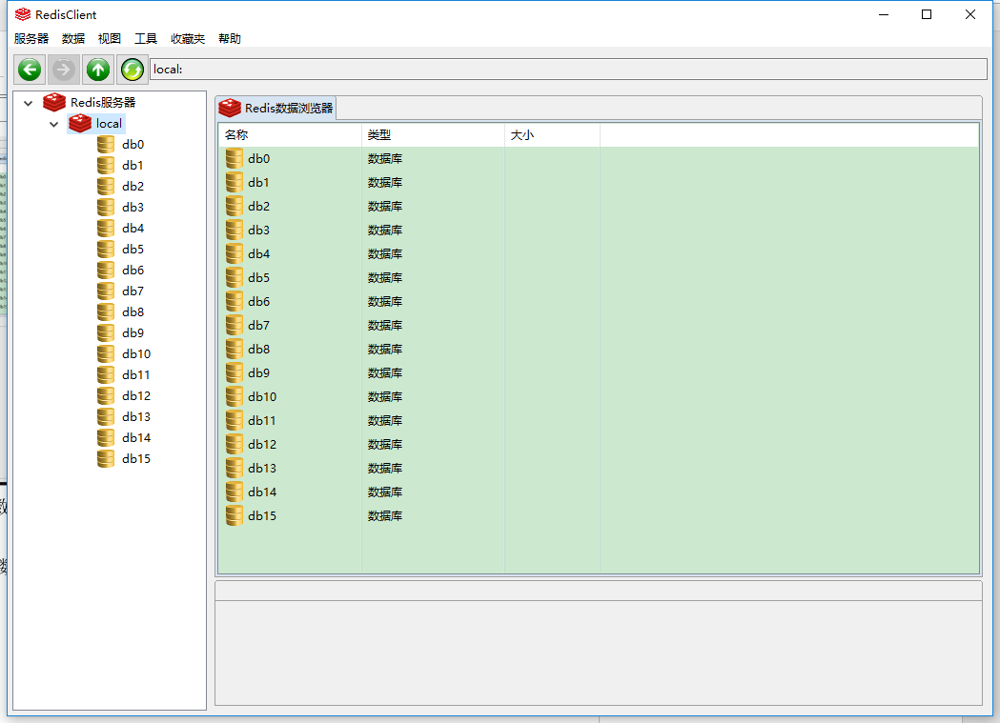 RedisClient
服务器 数据 视图 工具 收藏夹 帮助
local:
Redis服务器
local
db0
db1
db2
db3
db4
db5
db6
db7
db8
db9
db10
db11
db12
db13
db14
db15
Redis数据浏览器
名称 类型 大小
db0 数据库
db1 数据库
db2 数据库
db3 数据库
db4 数据库
db5 数据库
db6 数据库
db7 数据库
db8 数据库
db9 数据库
db10 数据库
db11 数据库
db12 数据库
db13 数据库
db14 数据库
db15 数据库